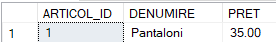 ARTICOL_ID DENUMIRE PRET
1 1 Pantaloni 35.00